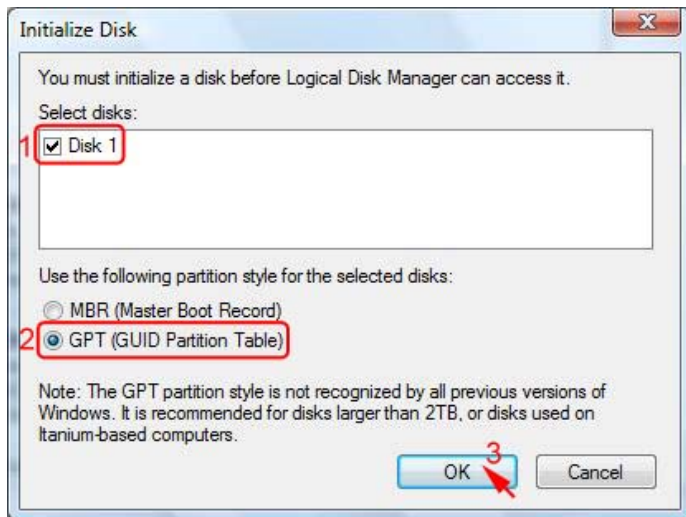 Initialize Disk
You must initialize a disk before Logical Disk Manager can access it.
Select disks:
1 Disk 1
Use the following partition style for the selected disks:
MBR (Master Boot Record)
2 GPT (GUID Partition Table)
Note: The GPT partition style is not recognized by all previous versions of
Windows. It is recommended for disks larger than 2TB, or disks used on
Itanium-based computers.
3
OK Cancel